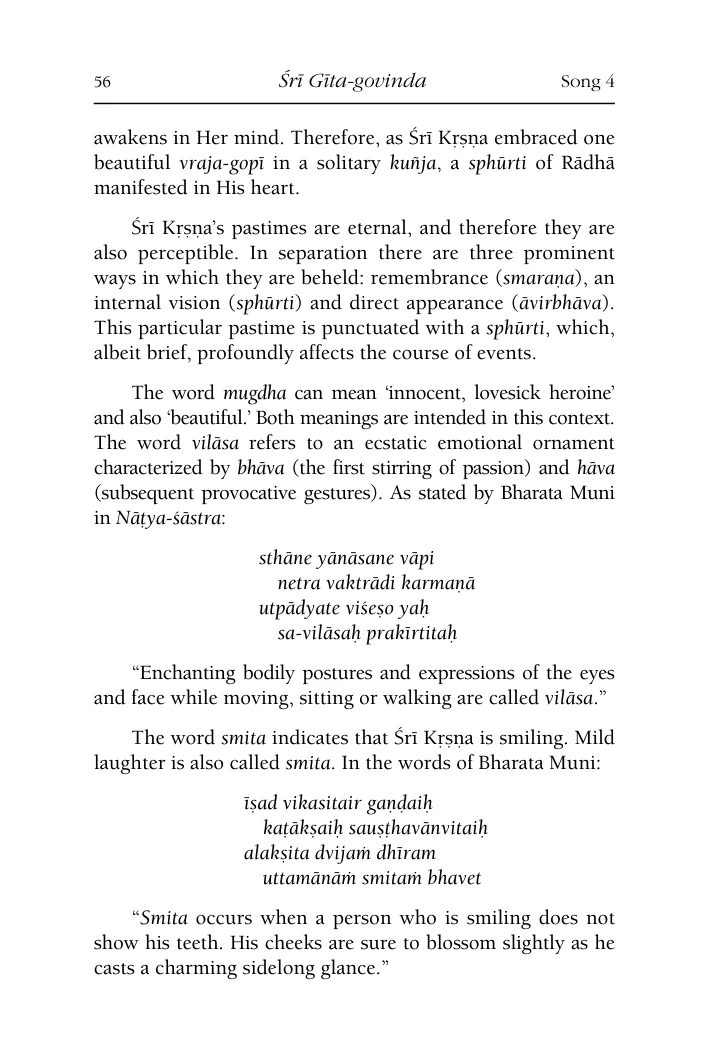 56 Śrī Gīta-govinda Song 4
awakens in Her mind. Therefore, as Śrī Kṛṣṇa embraced one
beautiful vraja-gopī in a solitary kuñja, a sphūrti of Rādhā
manifested in His heart.
Śrī Kṛṣṇa’s pastimes are eternal, and therefore they are
also perceptible. In separation there are three prominent
ways in which they are beheld: remembrance (smaraṇa), an
internal vision (sphūrti) and direct appearance (āvirbhāva).
This particular pastime is punctuated with a sphūrti, which,
albeit brief, profoundly affects the course of events.
The word mugdha can mean ‘innocent, lovesick heroine’
and also ‘beautiful.’ Both meanings are intended in this context.
The word vilāsa refers to an ecstatic emotional ornament
characterized by bhāva (the first stirring of passion) and hāva
(subsequent provocative gestures). As stated by Bharata Muni
in Nāṭya-śāstra:
sthāne yānāsane vāpi
netra vaktrādi karmaṇā
utpādyate viśeṣo yaḥ
sa-vilāsaḥ prakīrtitaḥ
“Enchanting bodily postures and expressions of the eyes
and face while moving, sitting or walking are called vilāsa.”
The word smita indicates that Śrī Kṛṣṇa is smiling. Mild
laughter is also called smita. In the words of Bharata Muni:
īṣad vikasitair gaṇḍaiḥ
kaṭākṣaiḥ sauṣṭhavānvitaiḥ
alakṣita dvijaṁ dhīram
uttamānāṁ smitaṁ bhavet
“Smita occurs when a person who is smiling does not
show his teeth. His cheeks are sure to blossom slightly as he
casts a charming sidelong glance.”